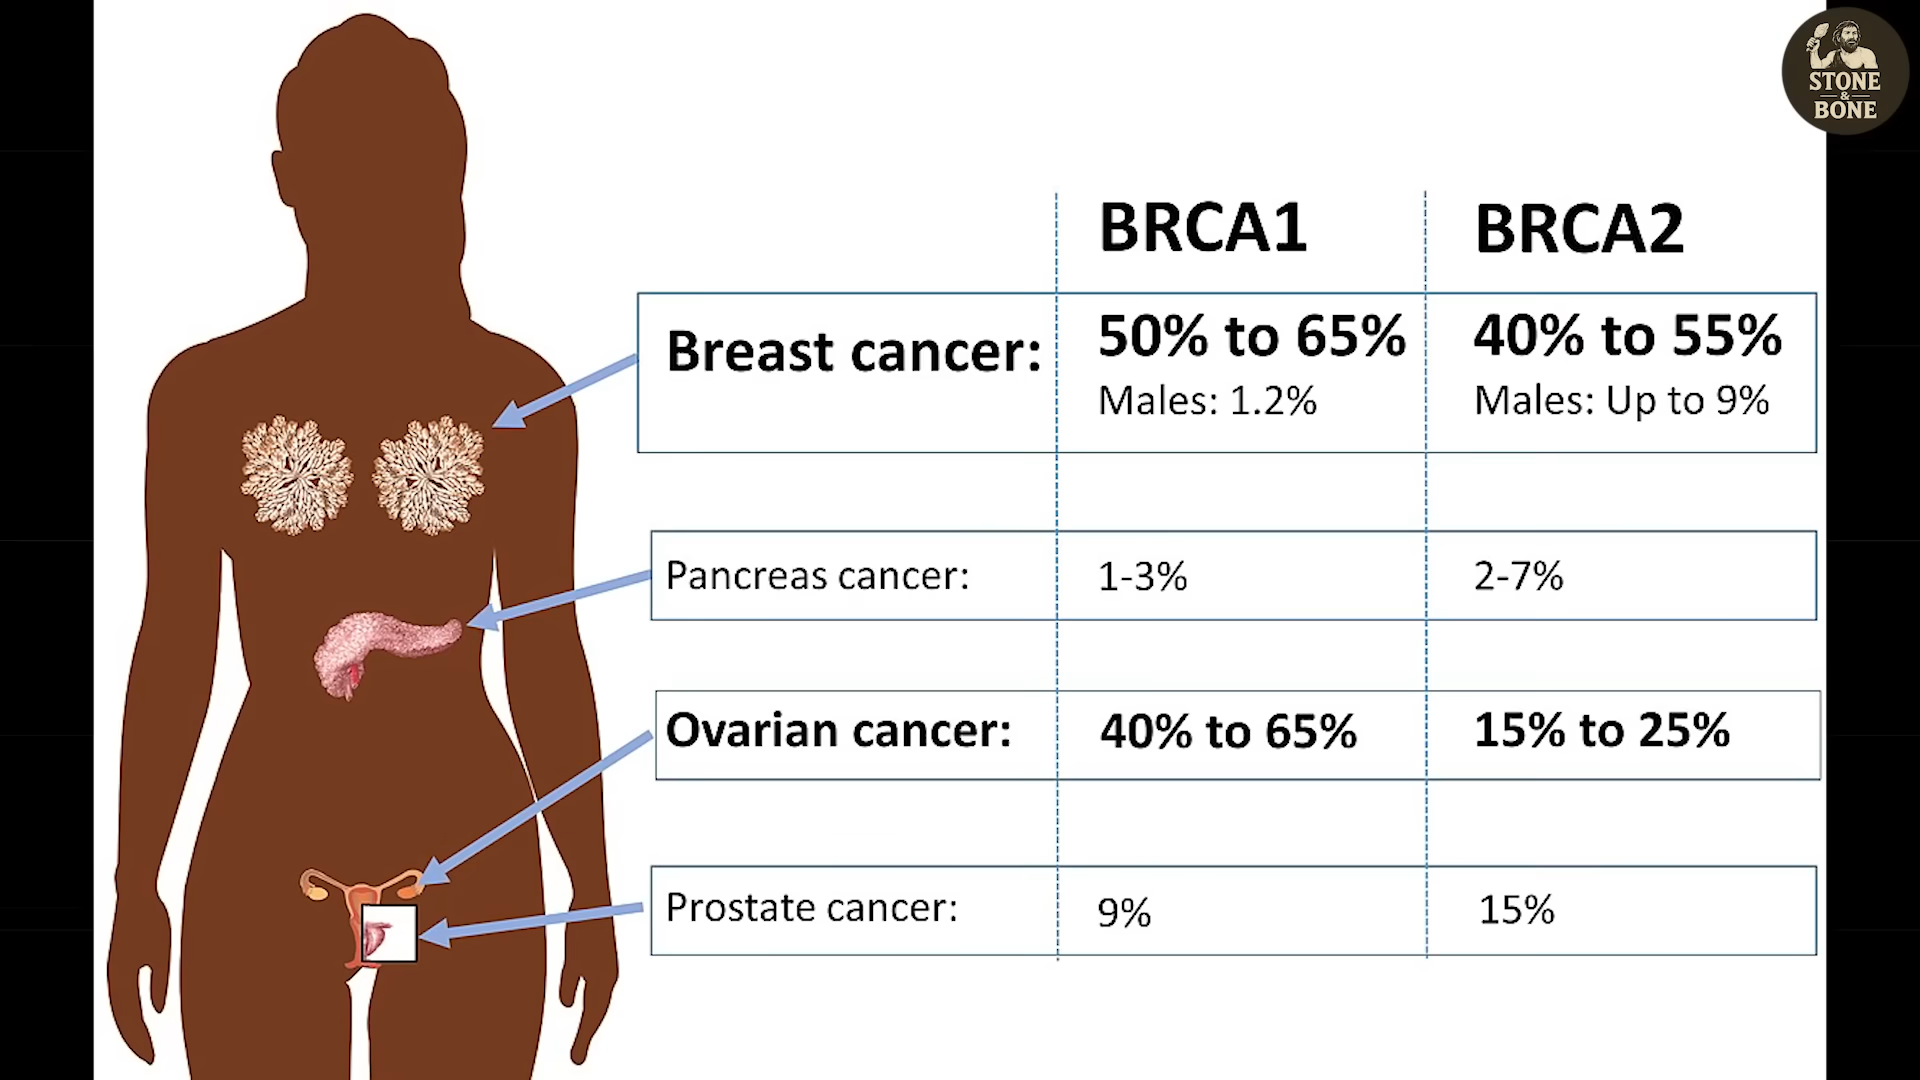 STONE
&
BONE
BRCA1 BRCA2
Breast cancer: 50% to 65% 40% to 55%
Males: 1.2% Males: Up to 9%
Pancreas cancer: 1-3% 2-7%
Ovarian cancer: 40% to 65% 15% to 25%
Prostate cancer: 9% 15%